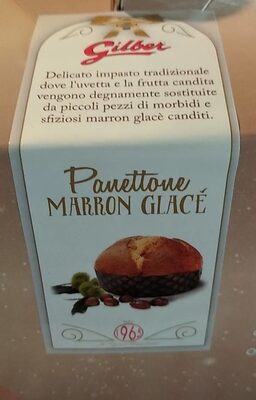 Gilber
Delicato impasto tradizionale
dove l'uvetta e la frutta candita
vengono degnamente sostituite
da piccoli pezzi di morbidi e
sfiziosi marron glacè canditi.
Panettone
MARRON GLACÉ